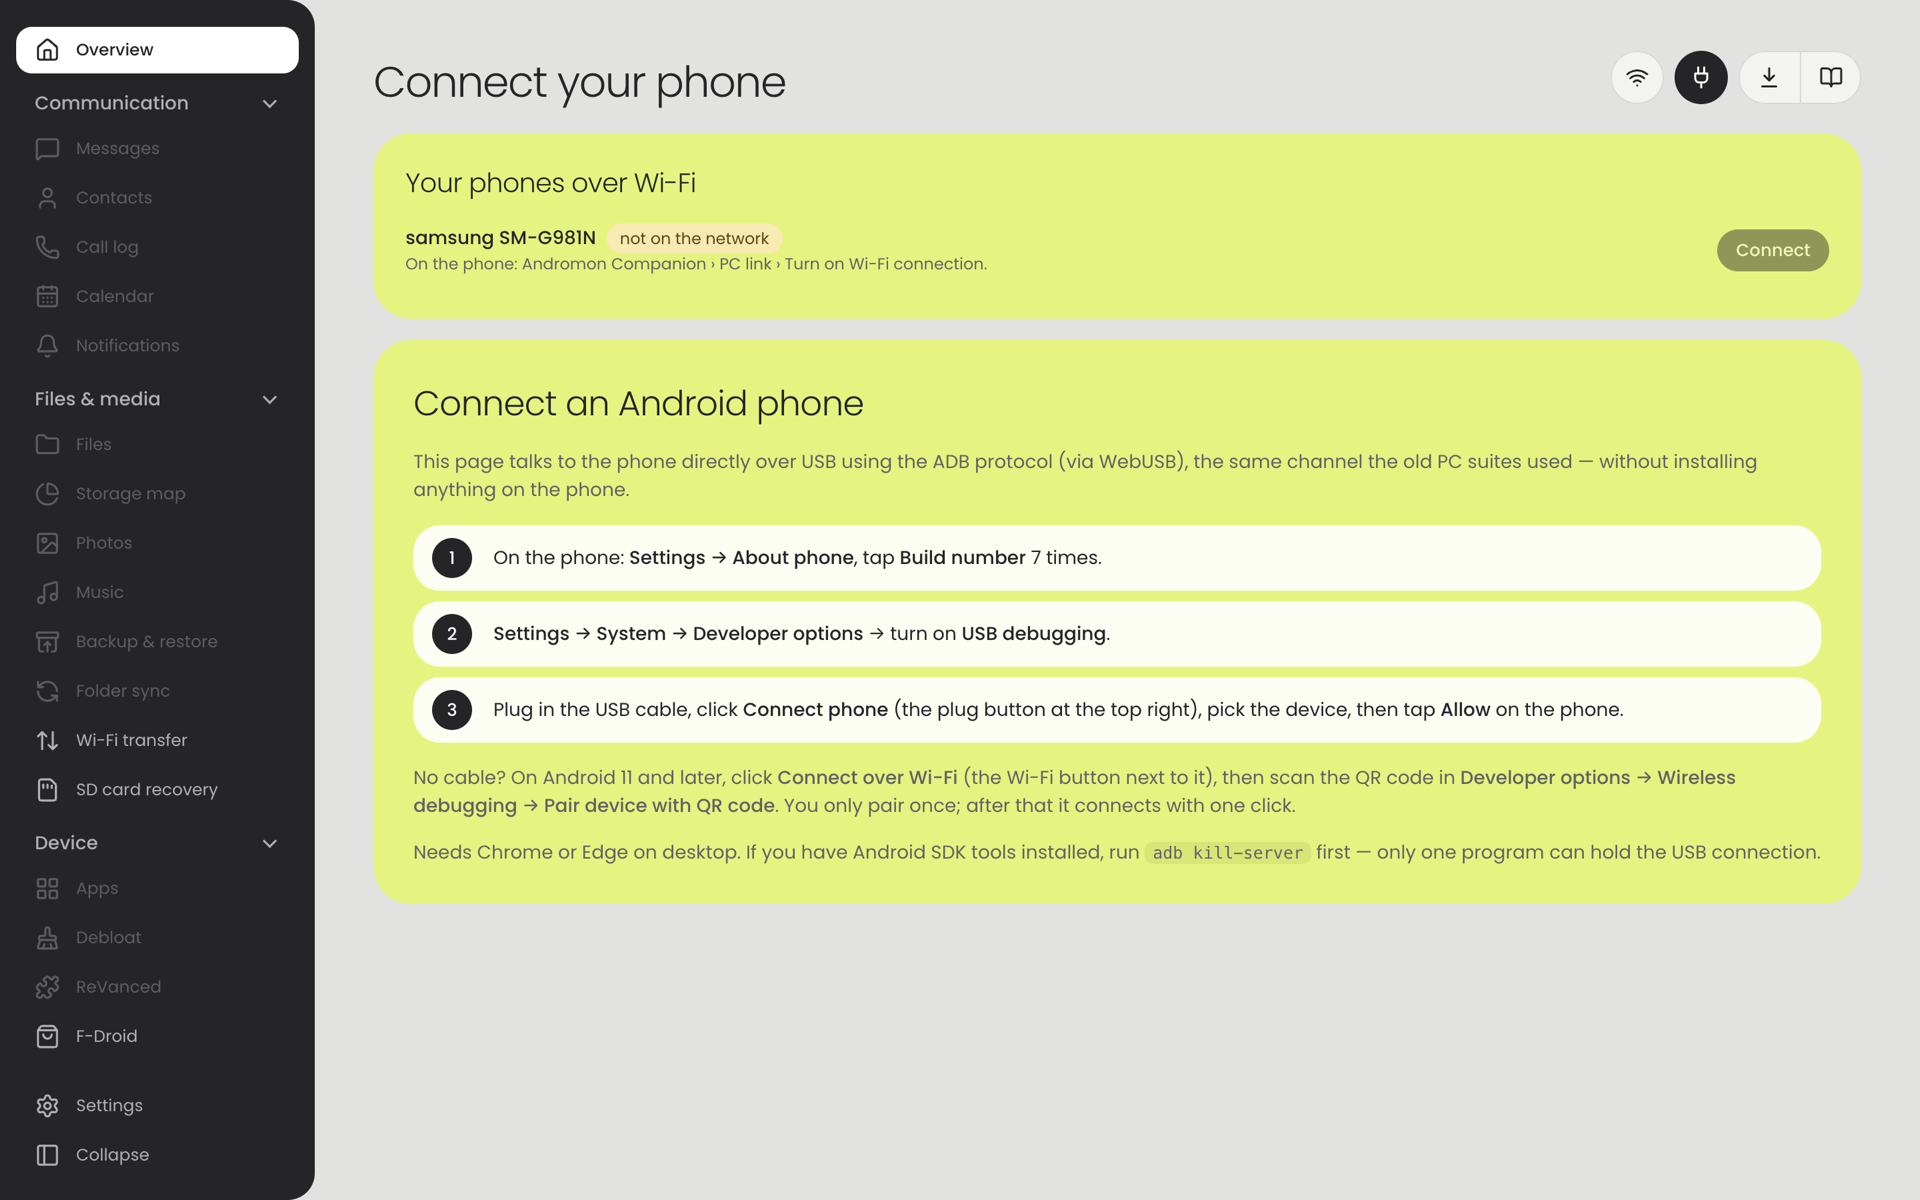 Overview
Communication
Messages
Contacts
Call log
Calendar
Notifications
Files & media
Files
Storage map
Photos
Music
Backup & restore
Folder sync
Wi-Fi transfer
SD card recovery
Device
Apps
Debloat
ReVanced
F-Droid
Settings
Collapse
Connect your phone
Your phones over Wi-Fi
samsung SM-G981N not on the network
On the phone: Andromon Companion › PC link › Turn on Wi-Fi connection.
Connect
Connect an Android phone
This page talks to the phone directly over USB using the ADB protocol (via WebUSB), the same channel the old PC suites used — without installing
anything on the phone.
1 On the phone: Settings → About phone, tap Build number 7 times.
2 Settings → System → Developer options → turn on USB debugging.
3 Plug in the USB cable, click Connect phone (the plug button at the top right), pick the device, then tap Allow on the phone.
No cable? On Android 11 and later, click Connect over Wi-Fi (the Wi-Fi button next to it), then scan the QR code in Developer options → Wireless
debugging → Pair device with QR code. You only pair once; after that it connects with one click.
Needs Chrome or Edge on desktop. If you have Android SDK tools installed, run adb kill-server first — only one program can hold the USB connection.